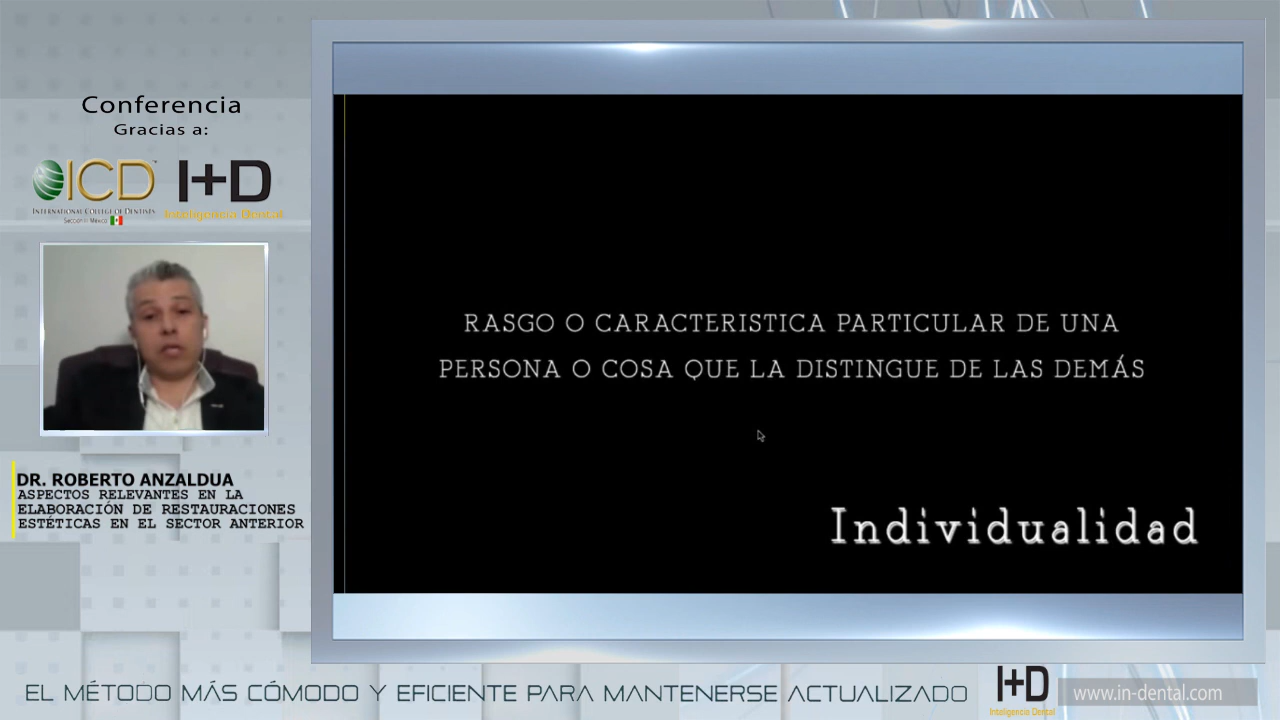 Conferencia
Gracias a:
ICD
INTERNATIONAL COLLEGE OF DENTISTS
Sección México
I+D
Inteligencia Dental
DR. ROBERTO ANZALDUA
ASPECTOS RELEVANTES EN LA
ELABORACIÓN DE RESTAURACIONES
ESTÉTICAS EN EL SECTOR ANTERIOR
RASGO O CARACTERISTICA PARTICULAR DE UNA
PERSONA O COSA QUE LA DISTINGUE DE LAS DEMÁS
Individualidad
EL MÉTODO MÁS CÓMODO Y EFICIENTE PARA MANTENERSE ACTUALIZADO
I+D
Inteligencia Dental
www.in-dental.com